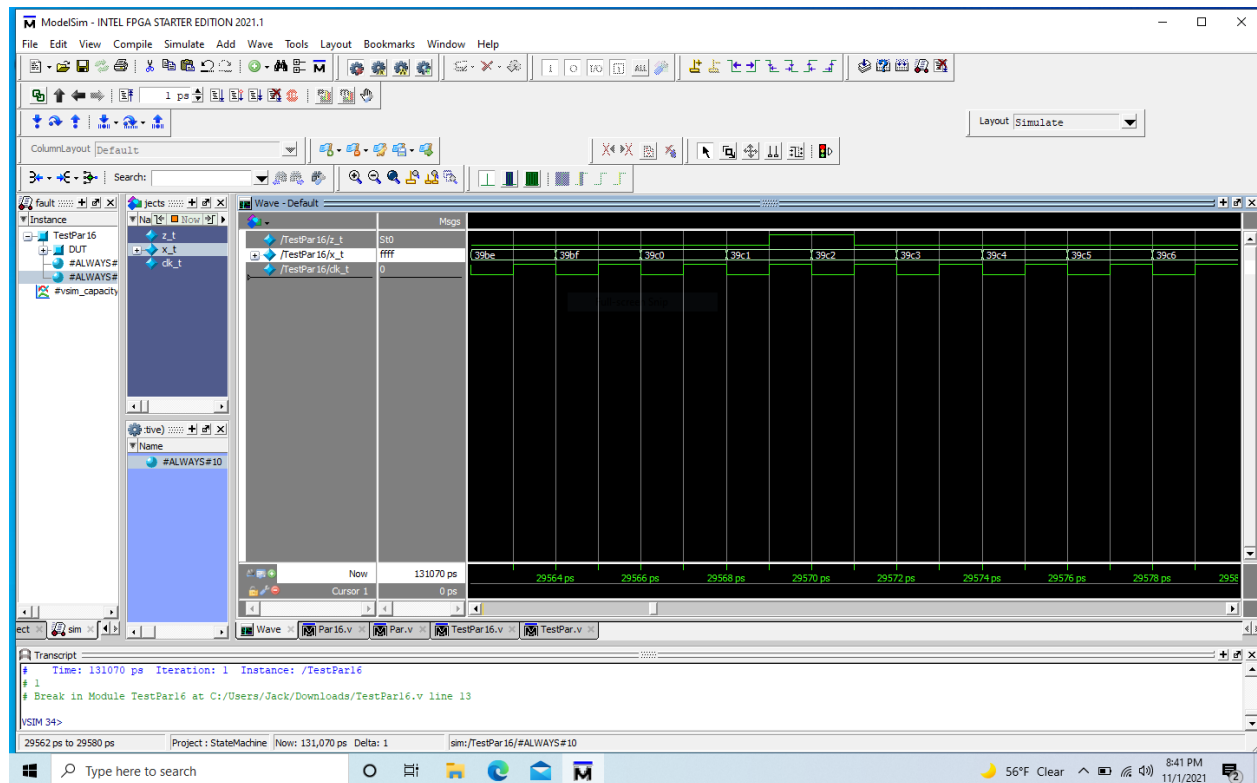 ModelSim - INTEL FPGA STARTER EDITION 2021.1
File Edit View Compile Simulate Add Wave Tools Layout Bookmarks Window Help
1 ps
Layout Simulate
ColumnLayout Default
Search:
fault
jects
Wave - Default
Instance
Na Now
Msgs
TestPar16
DUT
#ALWAYS#
#ALWAYS#
#vsim_capacity
z_t
x_t
clk_t
/TestPar16/z_t St0
/TestPar16/x_t ffff 39be 39bf 39c0 39c1 39c2 39c3 39c4 39c5 39c6
/TestPar16/clk_t 0
:tive)
Name
#ALWAYS#10
Now 131070 ps 29564 ps 29566 ps 29568 ps 29570 ps 29572 ps 29574 ps 29576 ps 29578 ps 2958
Cursor 1 0 ps
ect sim Wave Par16.v Par.v TestPar16.v TestPar.v
Transcript
# Time: 131070 ps Iteration: 1 Instance: /TestPar16
# 1
# Break in Module TestPar16 at C:/Users/Jack/Downloads/TestPar16.v line 13
VSIM 34>
29562 ps to 29580 ps Project : StateMachine Now: 131,070 ps Delta: 1 sim:/TestPar16/#ALWAYS#10
Type here to search 56°F Clear 8:41 PM
11/1/2021